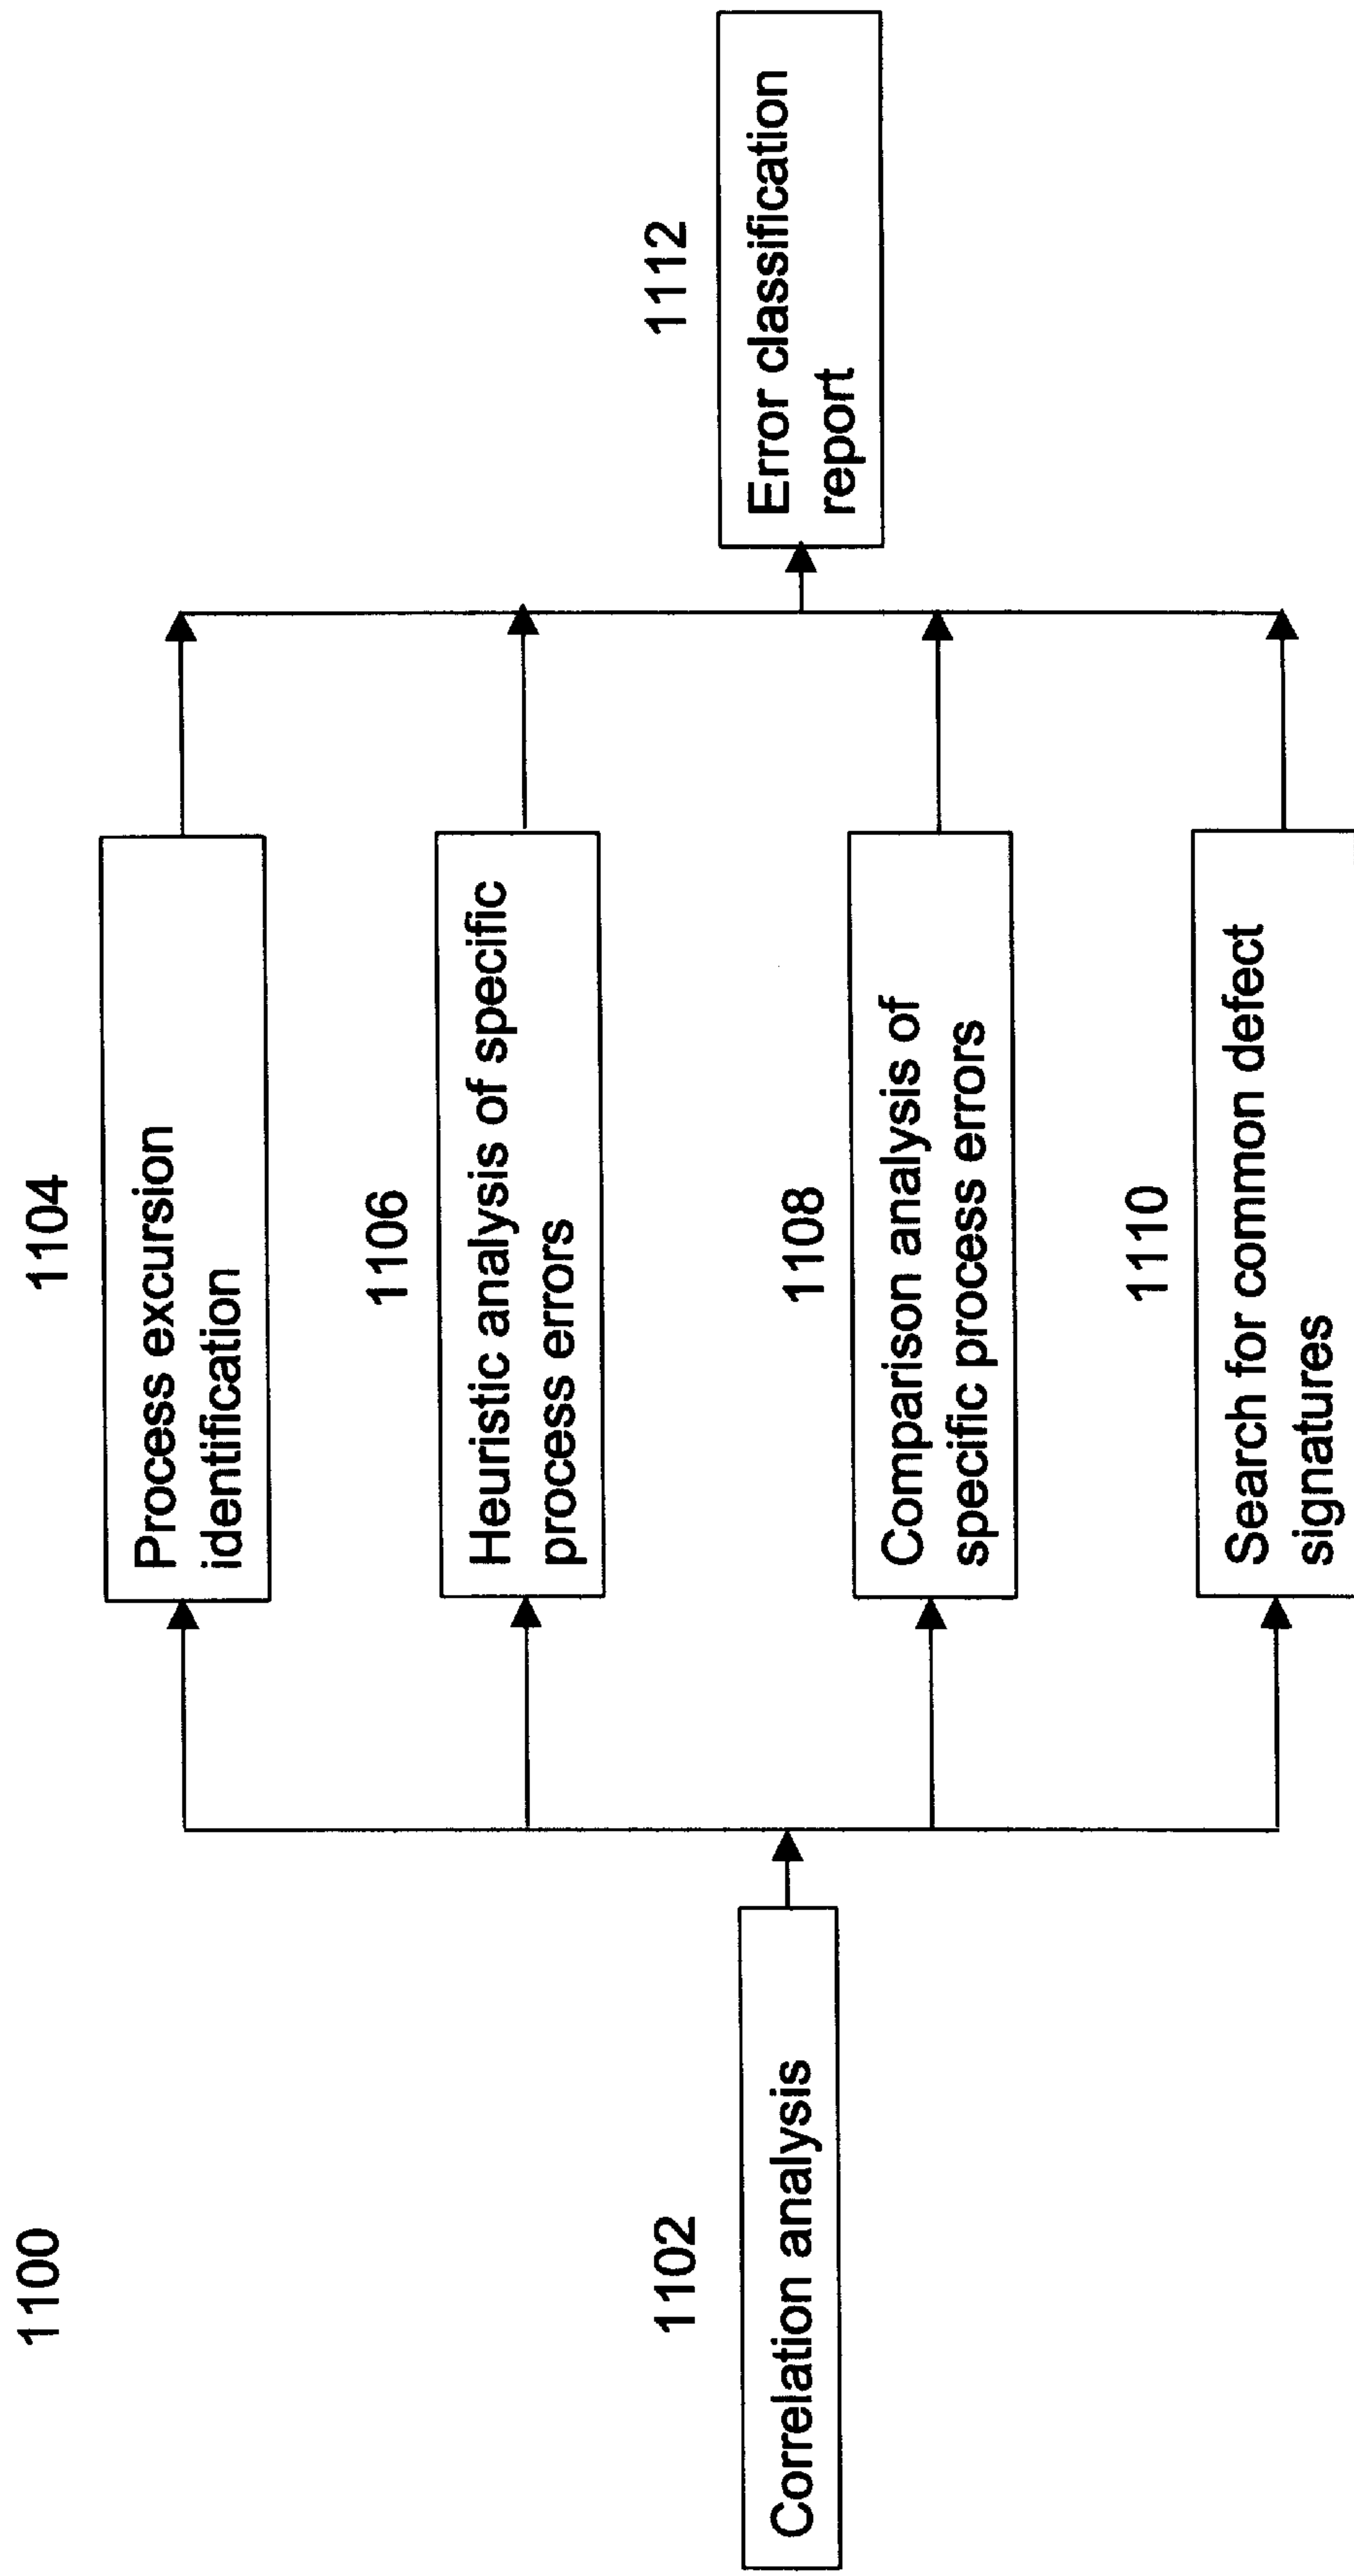 1100
1102
Correlation analysis
1104
Process excursion
identification
1106
Heuristic analysis of specific
process errors
1108
Comparison analysis of
specific process errors
1110
Search for common defect
signatures
1112
Error classification
report